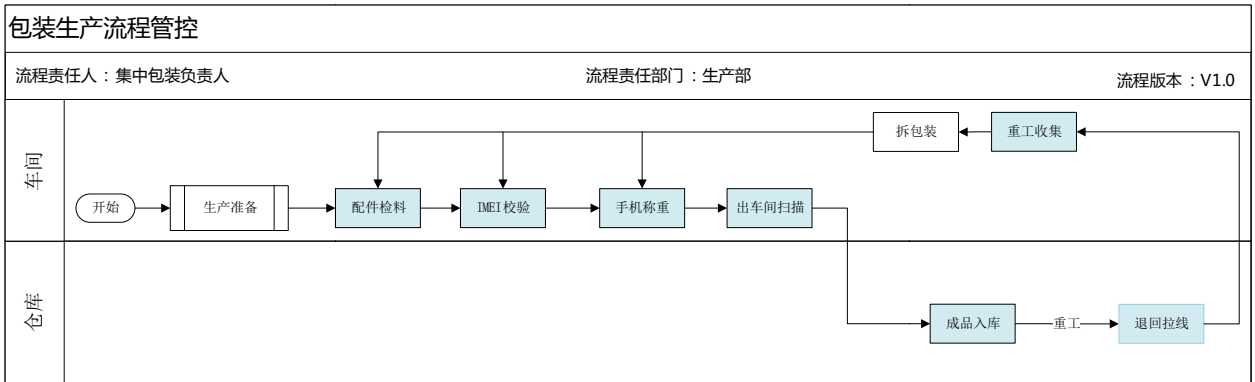 包装生产流程管控
流程责任人：集中包装负责人
流程责任部门：生产部
流程版本：V1.0
车间
拆包装
重工收集
开始
生产准备
配件检料
IMEI校验
手机称重
出车间扫描
仓库
成品入库
重工
退回拉线